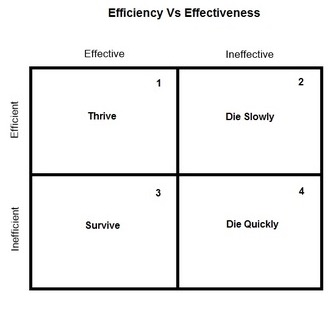 Efficiency Vs Effectiveness
Effective Ineffective
Efficient
1
Thrive
2
Die Slowly
Inefficient
3
Survive
4
Die Quickly